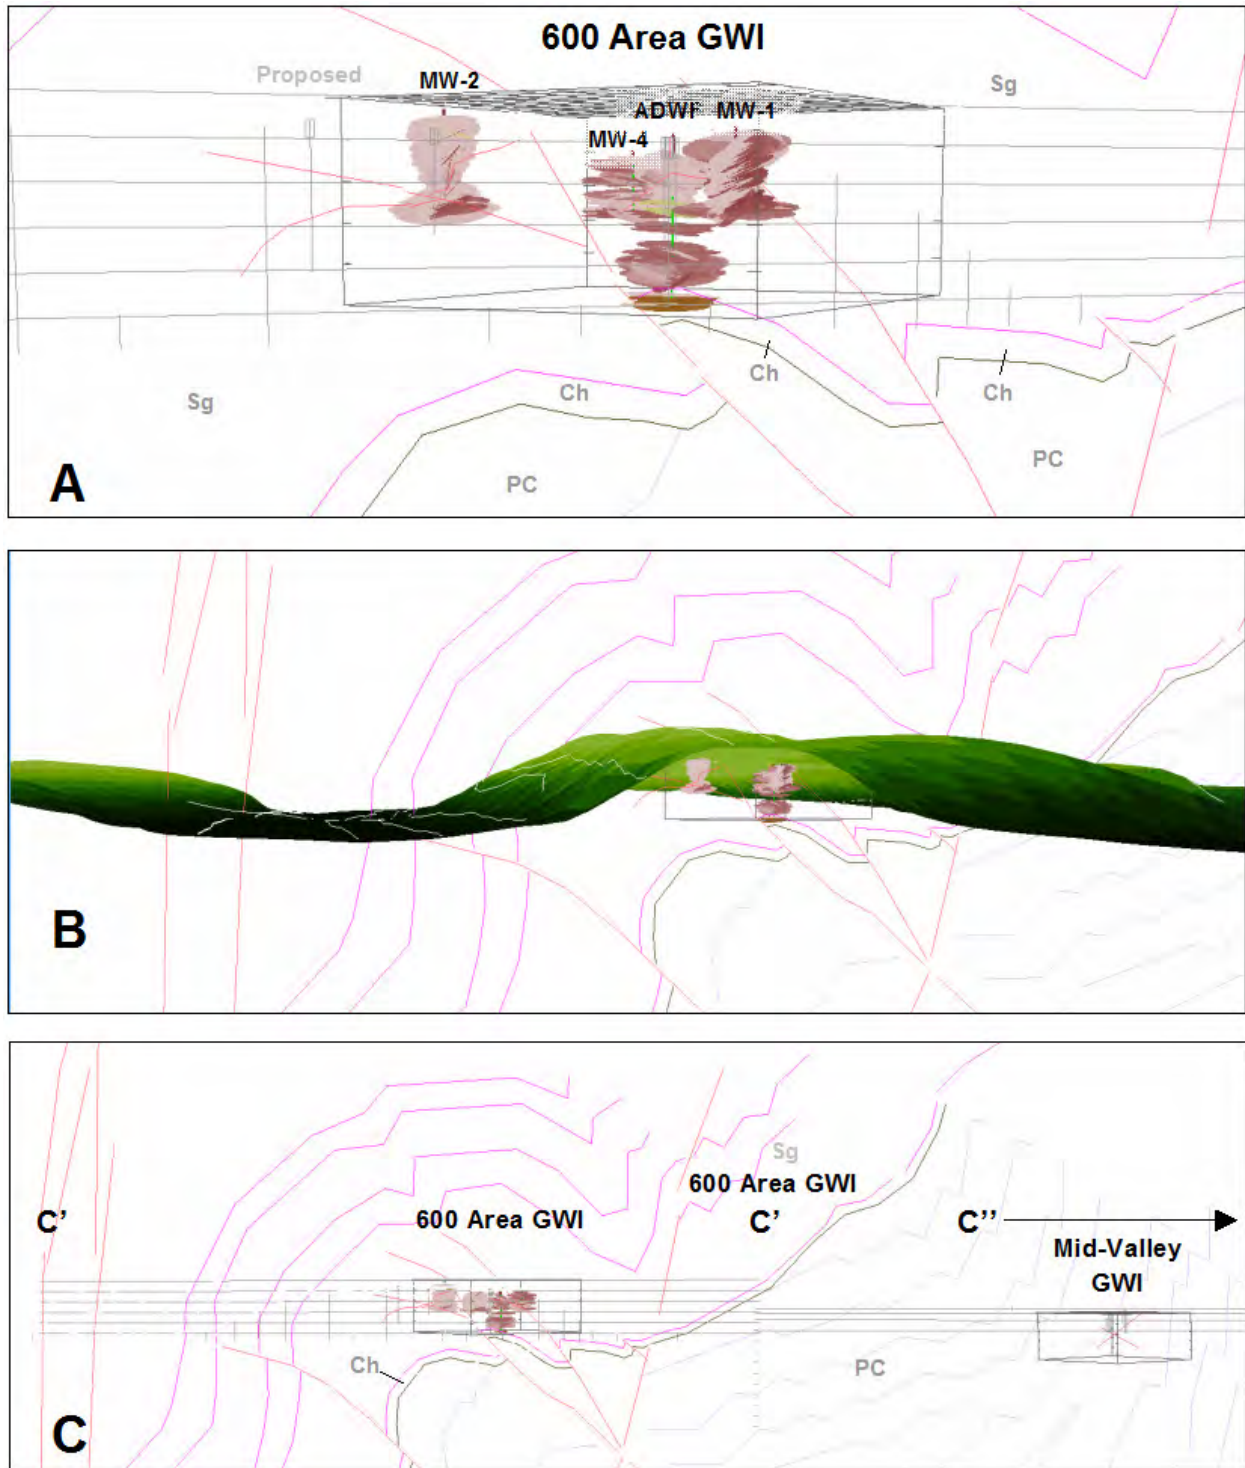 600 Area GWI
Proposed
MW-2
Sg
ADWF MW-1
MW-4
Ch
Ch
Ch
Sg
PC
PC
A
B
Sg
600 Area GWI
600 Area GWI
C'
C'
C''
Mid-Valley
GWI
Ch
PC
C